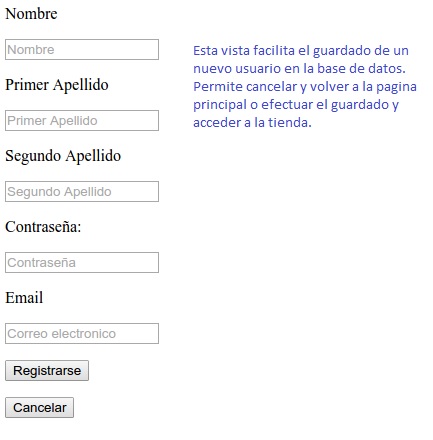 Nombre
Nombre
Esta vista facilita el guardado de un
nuevo usuario en la base de datos.
Permite cancelar y volver a la pagina
principal o efectuar el guardado y
acceder a la tienda.
Primer Apellido
Primer Apellido
Segundo Apellido
Segundo Apellido
Contraseña:
Contraseña
Email
Correo electronico
Registrarse
Cancelar